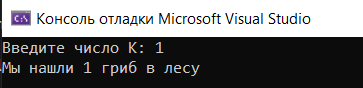 C:\
Консоль отладки Microsoft Visual Studio
Введите число K: 1
Мы нашли 1 гриб в лесу